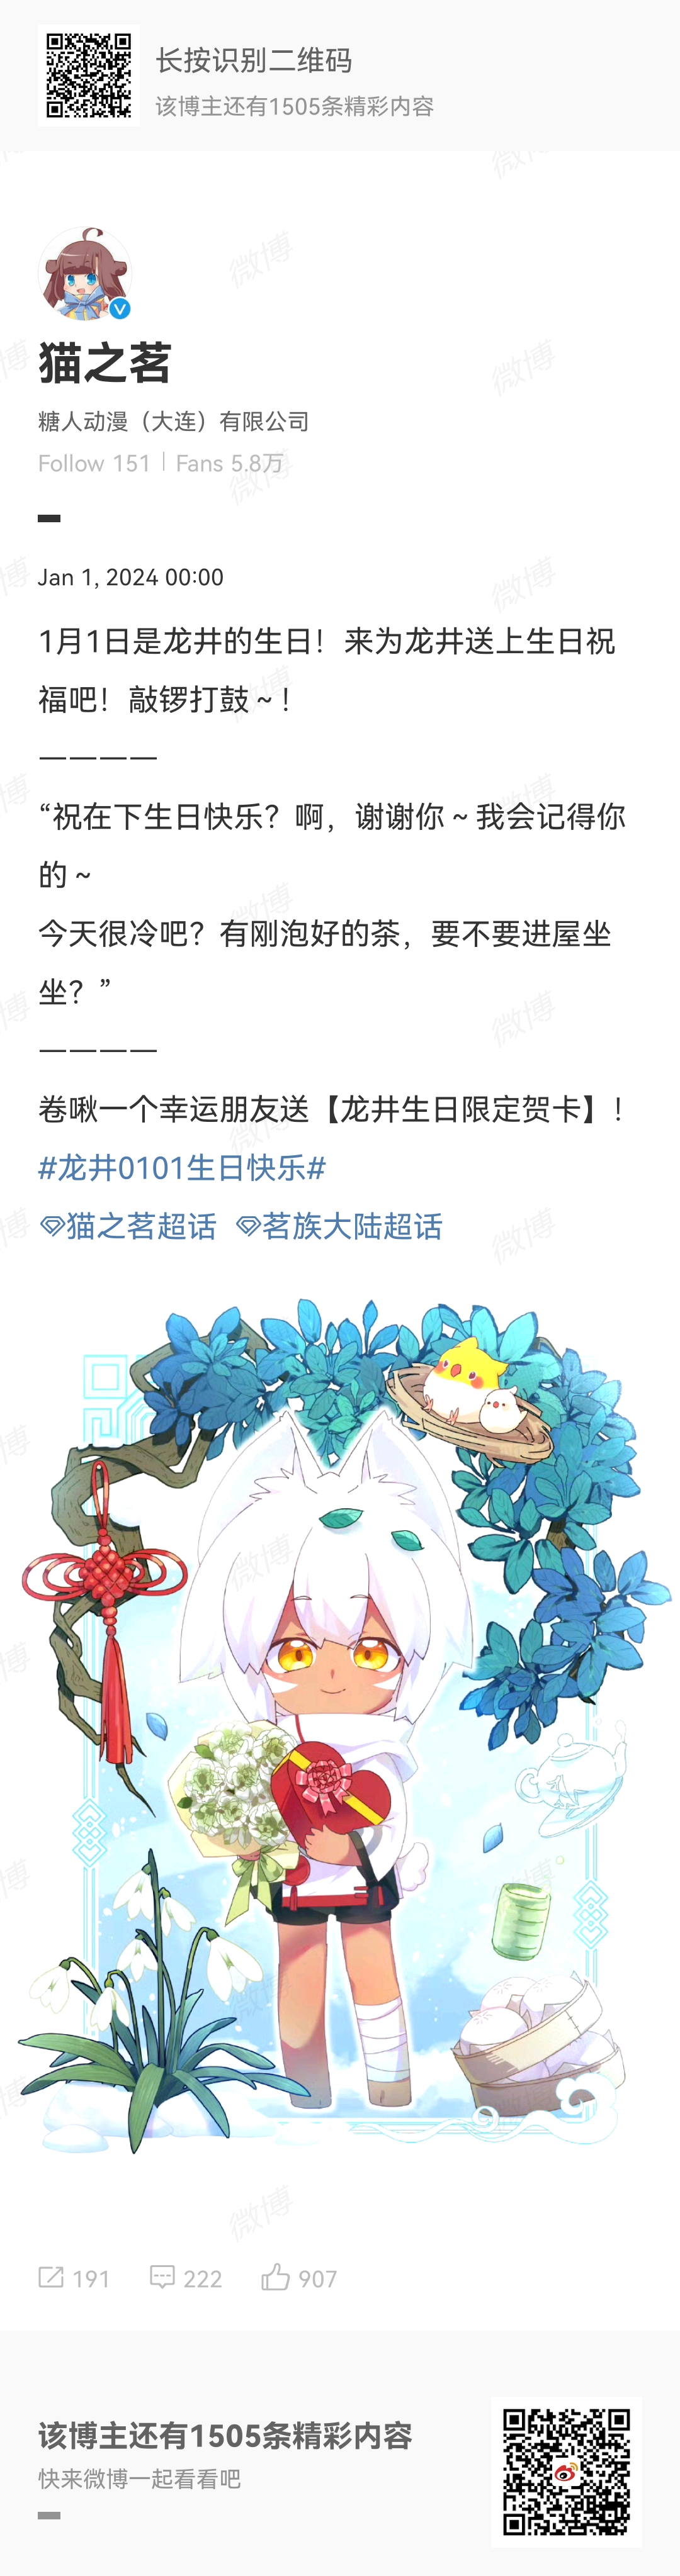 长按识别二维码
该博主还有1505条精彩内容
猫之茗
糖人动漫（大连）有限公司
Follow 151 | Fans 5.8万
Jan 1, 2024 00:00
1月1日是龙井的生日！来为龙井送上生日祝
福吧！敲锣打鼓~！
————
“祝在下生日快乐？啊，谢谢你~我会记得你
的~
今天很冷吧？有刚泡好的茶，要不要进屋坐
坐？”
————
卷啾一个幸运朋友送【龙井生日限定贺卡】！
#龙井0101生日快乐#
猫之茗超话 茗族大陆超话
191 222 907
该博主还有1505条精彩内容
快来微博一起看看吧
微博